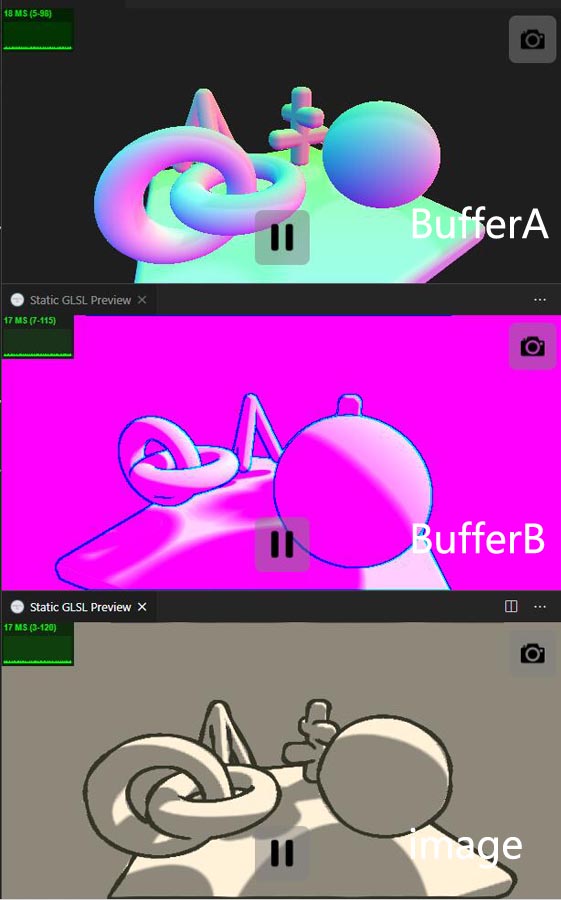 18 MS (5-98)
BufferA
Static GLSL Preview
17 MS (7-115)
BufferB
Static GLSL Preview
17 MS (3-120)
image